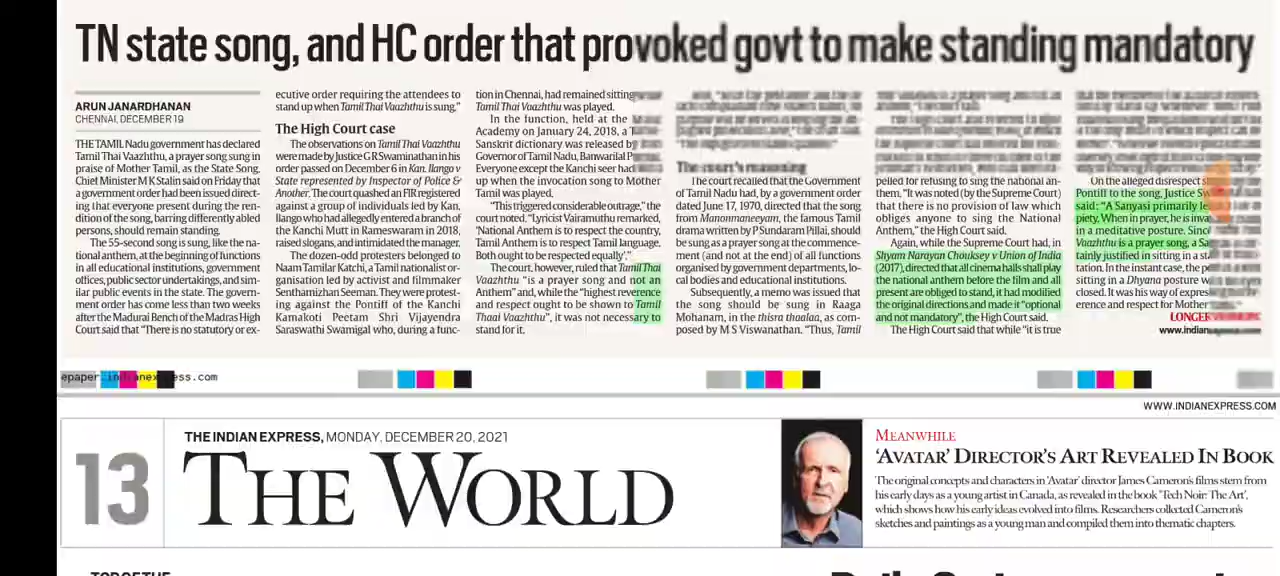 TN state song, and HC order that provoked govt to make standing mandatory
ARUN JANARDHANAN
CHENNAI, DECEMBER 19
THE TAMIL Nadu government has declared
Tamil Thai Vaazhthu, a prayer song sung in
praise of Mother Tamil, as the State Song,
Chief Minister M K Stalin said on Friday that
a government order had been issued direct-
ing that everyone present during the ren-
dition of the song, barring differently abled
persons, should remain standing.
The 55-second song is sung, like the na-
tional anthem, at the beginning of functions
in all educational institutions, government
offices, public sector undertakings, and sim-
ilar public events in the state. The govern-
ment order has come less than two weeks
after the Madurai Bench of the Madras High
Court said that "There is no statutory or ex-
ecutive order requiring the attendees to
stand up when Tamil Thai Vaazhthu is sung."
The High Court case
The observations on Tamil Thai Vaazhthu
were made by Justice G R Swaminathan in his
order passed on December 6 in Kan. Ilango v
State represented by Inspector of Police &
Another. The court quashed an FIR registered
against a group of individuals led by Kan.
Ilango who had allegedly entered a branch of
the Kanchi Mutt in Rameswaram in 2018,
raised slogans, and intimidated the manager.
The dozen-odd protesters belonged to
Naam Tamilar Katchi, a Tamil nationalist or-
ganisation led by activist and filmmaker
Senthamizhan Seeman. They were protest-
ing against the Pontiff of the Kanchi
Kamakoti Peetam Shri Vijayendra
Saraswathi Swamigal who, during a func-
tion in Chennai, had remained sitting
Tamil Thai Vaazhthu was played.
In the function, held at the
Academy on January 24, 2018, a
Sanskrit dictionary was released by
Governor of Tamil Nadu, Banwarilal
Everyone except the Kanchi seer had
up when the invocation song to Mother
Tamil was played.
"This triggered considerable outrage," the
court noted. "Lyricist Vairamuthu remarked,
'National Anthem is to respect the country,
Tamil Anthem is to respect Tamil language.
Both ought to be respected equally'."
The court, however, ruled that Tamil Thai
Vaazhthu "is a prayer song and not an
Anthem" and, while the "highest reverence
and respect ought to be shown to Tamil
Thaai Vaazhthu", it was not necessary to
stand for it.
The court's reasoning
The court recalled that the Government
of Tamil Nadu had, by a government order
dated June 17, 1970, directed that the song
from Manonmaneeyam, the famous Tamil
drama written by P Sundaram Pillai, should
be sung as a prayer song at the commence-
ment (and not at the end) of all functions
organised by government departments, lo-
cal bodies and educational institutions.
Subsequently, a memo was issued that
the song should be sung in Raaga
Mohanam, in the thisra thaalaa, as com-
posed by M S Viswanathan. "Thus, Tamil
pelled for refusing to sing the national an-
them. "It was noted (by the Supreme Court)
that there is no provision of law which
obliges anyone to sing the National
Anthem," the High Court said.
Again, while the Supreme Court had, in
Shyam Narayan Chouksey v Union of India
(2017), directed that all cinema halls shall play
the national anthem before the film and all
present are obliged to stand, it had modified
the original directions and made it "optional
and not mandatory", the High Court said.
The High Court said that while "it is true
On the alleged disrespect
Pontiff to the song, Justice
said: "A Sanyasi primarily
piety. When in prayer, he is
in a meditative posture.
Vaazhthu is a prayer song, a
tainly justified in sitting in a
tation. In the instant case, the
sitting in a Dhyana posture
closed. It was his way of
erence and respect for Mother
LONGER
www.indian
epaper.indianexpress.com
WWW.INDIANEXPRESS.COM
13
THE INDIAN EXPRESS, MONDAY, DECEMBER 20, 2021
THE WORLD
MEANWHILE
'AVATAR' DIRECTOR'S ART REVEALED IN BOOK
The original concepts and characters in 'Avatar' director James Cameron's films stem from
his early days as a young artist in Canada, as revealed in the book "Tech Noir: The Art',
which shows how his early ideas evolved into films. Researchers collected Cameron's
sketches and paintings as a young man and compiled them into thematic chapters.